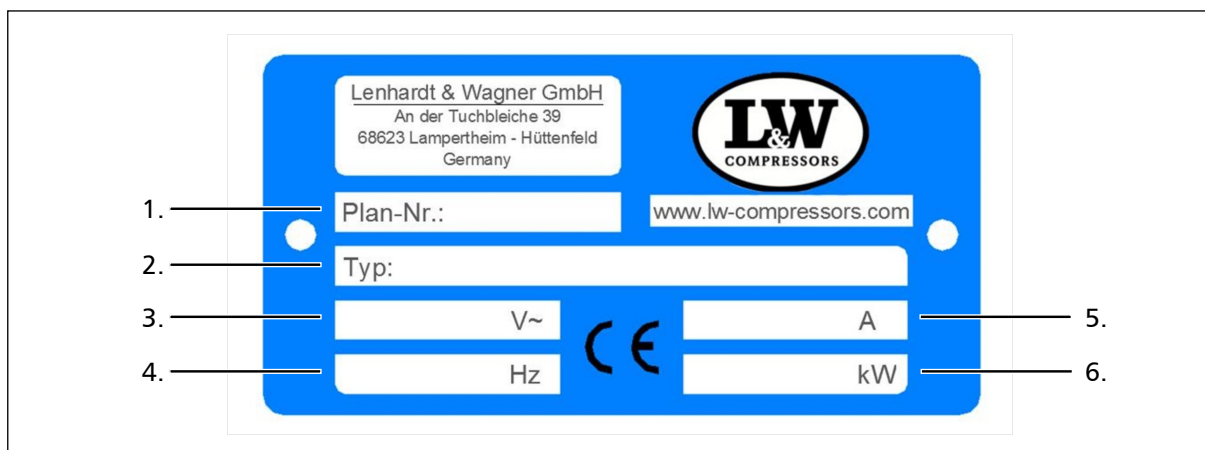 Lenhardt & Wagner GmbH
An der Tuchbleiche 39
68623 Lampertheim - Hüttenfeld
Germany
L&W
COMPRESSORS
1.
Plan-Nr.:
www.lw-compressors.com
2.
Typ:
3.
V~
CE
A
5.
4.
Hz
kW
6.